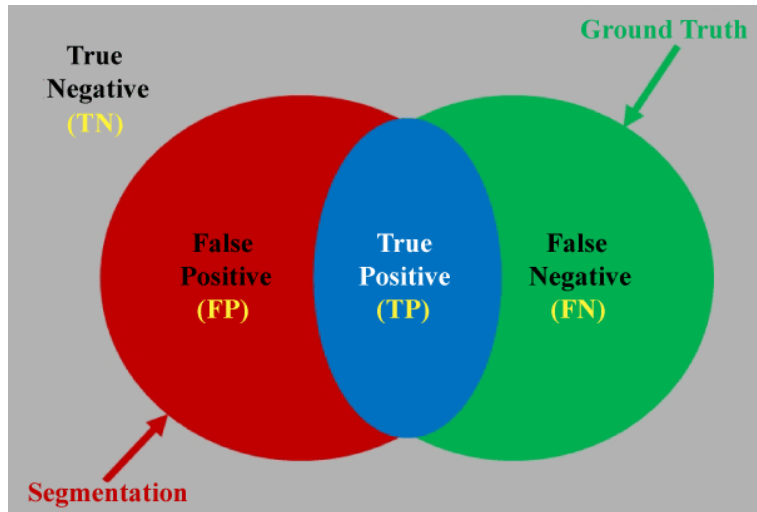 Ground Truth
True
Negative
(TN)
False
Positive
(FP)
True
Positive
(TP)
False
Negative
(FN)
Segmentation